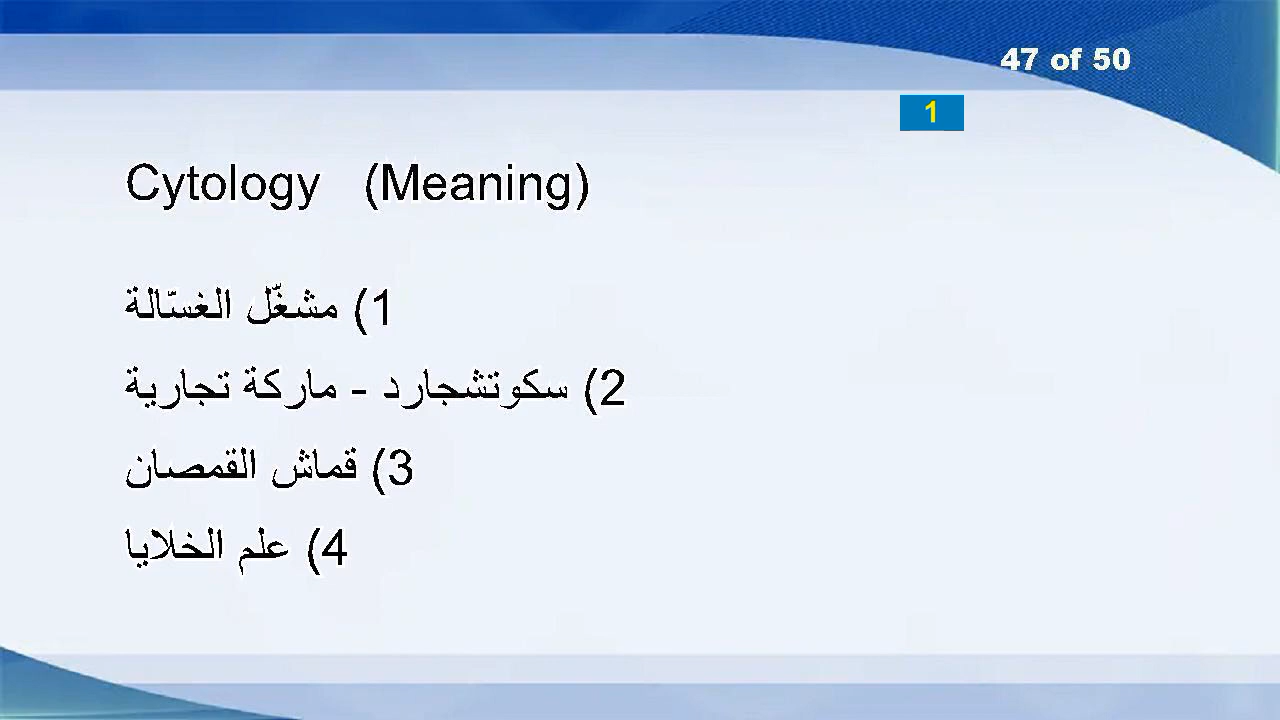 47 of 50
1
Cytology (Meaning)
1) مشغّل الغسّالة
2) سكوتشجارد - ماركة تجارية
3) قماش القمصان
4) علم الخلايا